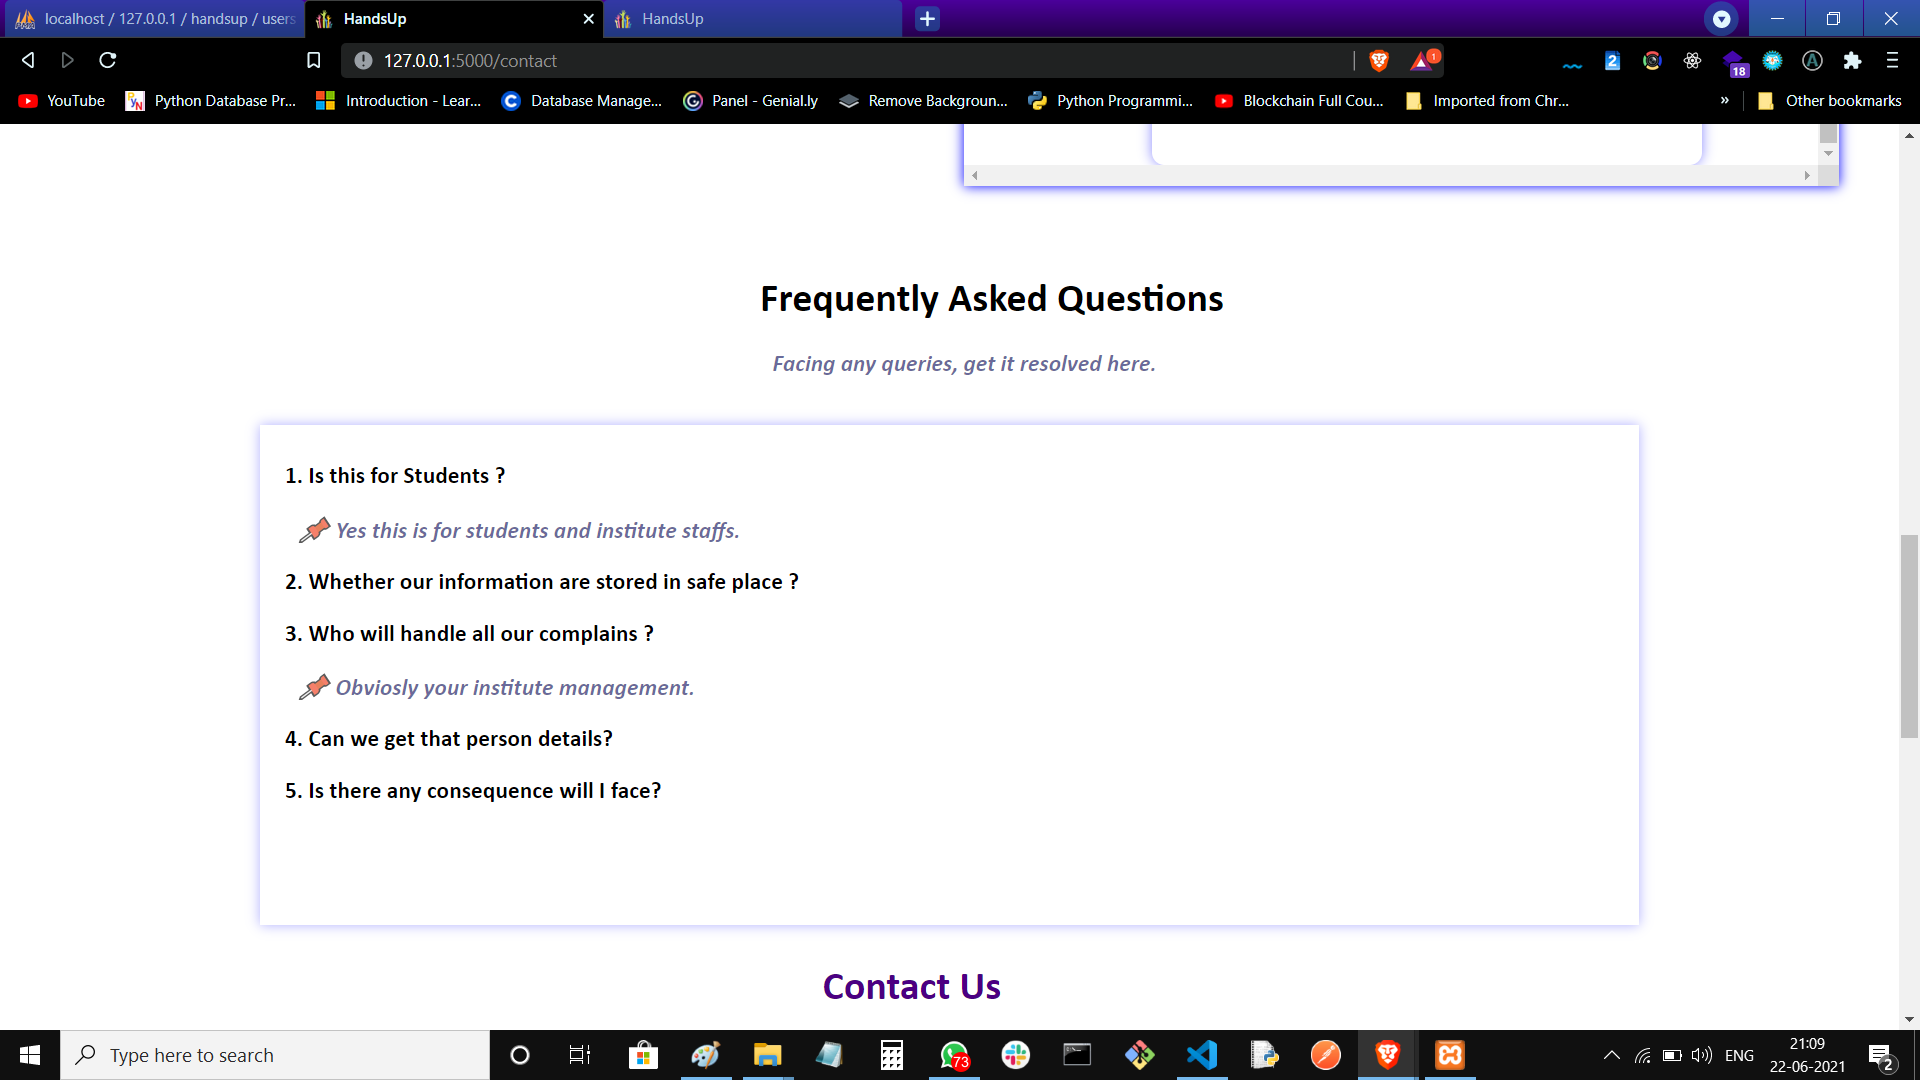 localhost / 127.0.0.1 / handsup / users
HandsUp
HandsUp
127.0.0.1:5000/contact
1
2
18
YouTube
Python Database Pr...
Introduction - Lear...
Database Manage...
Panel - Genial.ly
Remove Backgroun...
Python Programmi...
Blockchain Full Cou...
Imported from Chr...
»
Other bookmarks
Frequently Asked Questions
Facing any queries, get it resolved here.
1. Is this for Students ?
Yes this is for students and institute staffs.
2. Whether our information are stored in safe place ?
3. Who will handle all our complains ?
Obviosly your institute management.
4. Can we get that person details?
5. Is there any consequence will I face?
Contact Us
Type here to search
73
ENG
21:09
22-06-2021
2